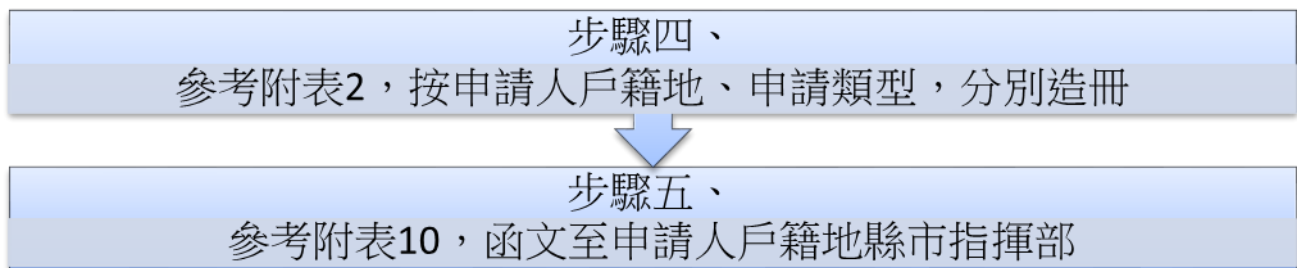 步驟四、
參考附表2，按申請人戶籍地、申請類型，分別造冊
步驟五、
參考附表10，函文至申請人戶籍地縣市指揮部